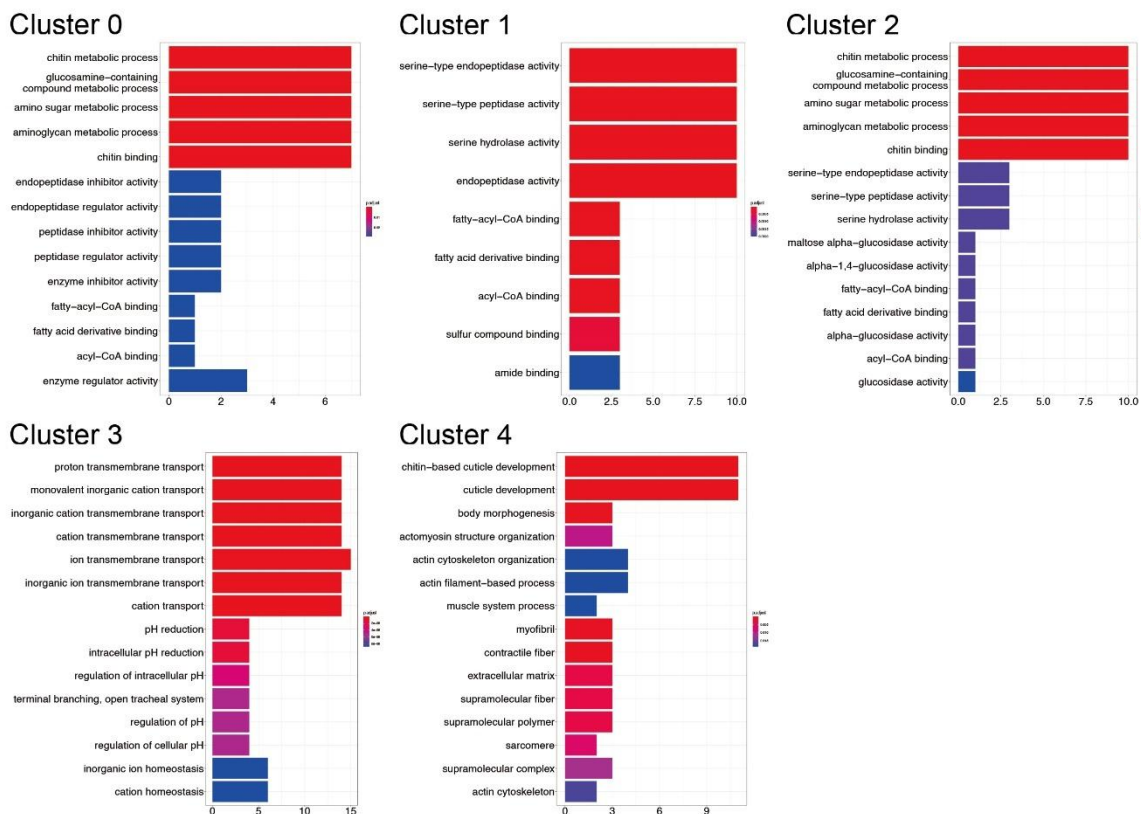 Cluster 0
chitin metabolic process
glucosamine−containing
compound metabolic process
amino sugar metabolic process
aminoglycan metabolic process
chitin binding
endopeptidase inhibitor activity
endopeptidase regulator activity
peptidase inhibitor activity
peptidase regulator activity
enzyme inhibitor activity
fatty−acyl−CoA binding
fatty acid derivative binding
acyl−CoA binding
enzyme regulator activity
0 2 4 6
p.adjust
Cluster 1
serine−type endopeptidase activity
serine−type peptidase activity
serine hydrolase activity
endopeptidase activity
fatty−acyl−CoA binding
fatty acid derivative binding
acyl−CoA binding
sulfur compound binding
amide binding
0.0 2.5 5.0 7.5 10.0
p.adjust
Cluster 2
chitin metabolic process
glucosamine−containing
compound metabolic process
amino sugar metabolic process
aminoglycan metabolic process
chitin binding
serine−type endopeptidase activity
serine−type peptidase activity
serine hydrolase activity
maltose alpha−glucosidase activity
alpha−1,4−glucosidase activity
fatty−acyl−CoA binding
fatty acid derivative binding
alpha−glucosidase activity
acyl−CoA binding
glucosidase activity
0.0 2.5 5.0 7.5 10.0
Cluster 3
proton transmembrane transport
monovalent inorganic cation transport
inorganic cation transmembrane transport
cation transmembrane transport
ion transmembrane transport
inorganic ion transmembrane transport
cation transport
pH reduction
intracellular pH reduction
regulation of intracellular pH
terminal branching, open tracheal system
regulation of pH
regulation of cellular pH
inorganic ion homeostasis
cation homeostasis
0 5 10 15
p.adjust
Cluster 4
chitin−based cuticle development
cuticle development
body morphogenesis
actomyosin structure organization
actin cytoskeleton organization
actin filament−based process
muscle system process
myofibril
contractile fiber
extracellular matrix
supramolecular fiber
supramolecular polymer
sarcomere
supramolecular complex
actin cytoskeleton
0 3 6 9
p.adjust